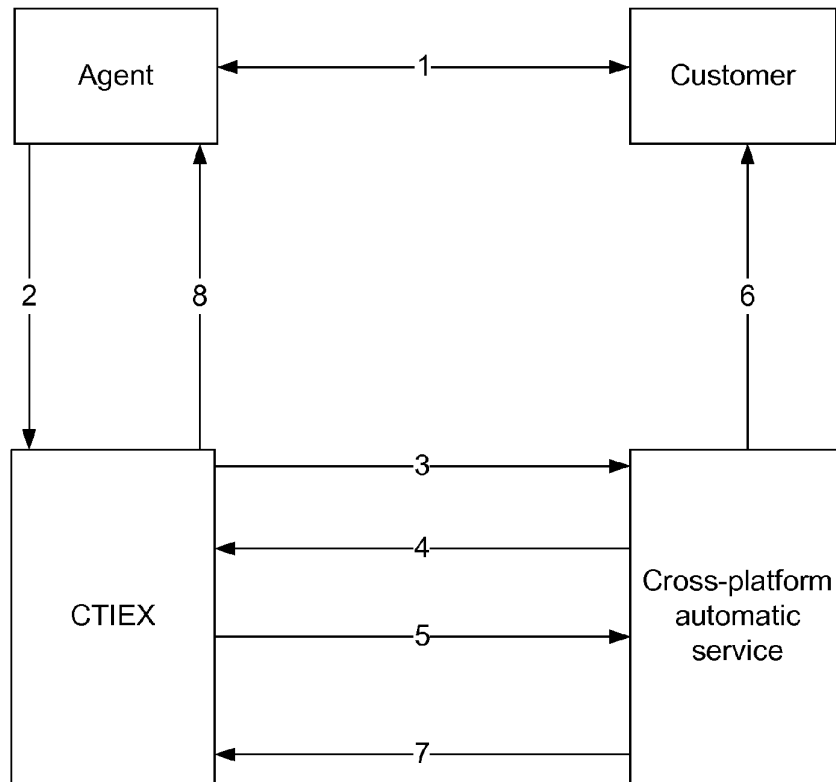 Agent
1
Customer
2
8
6
3
4
CTIEX
5
Cross-platform
automatic
service
7